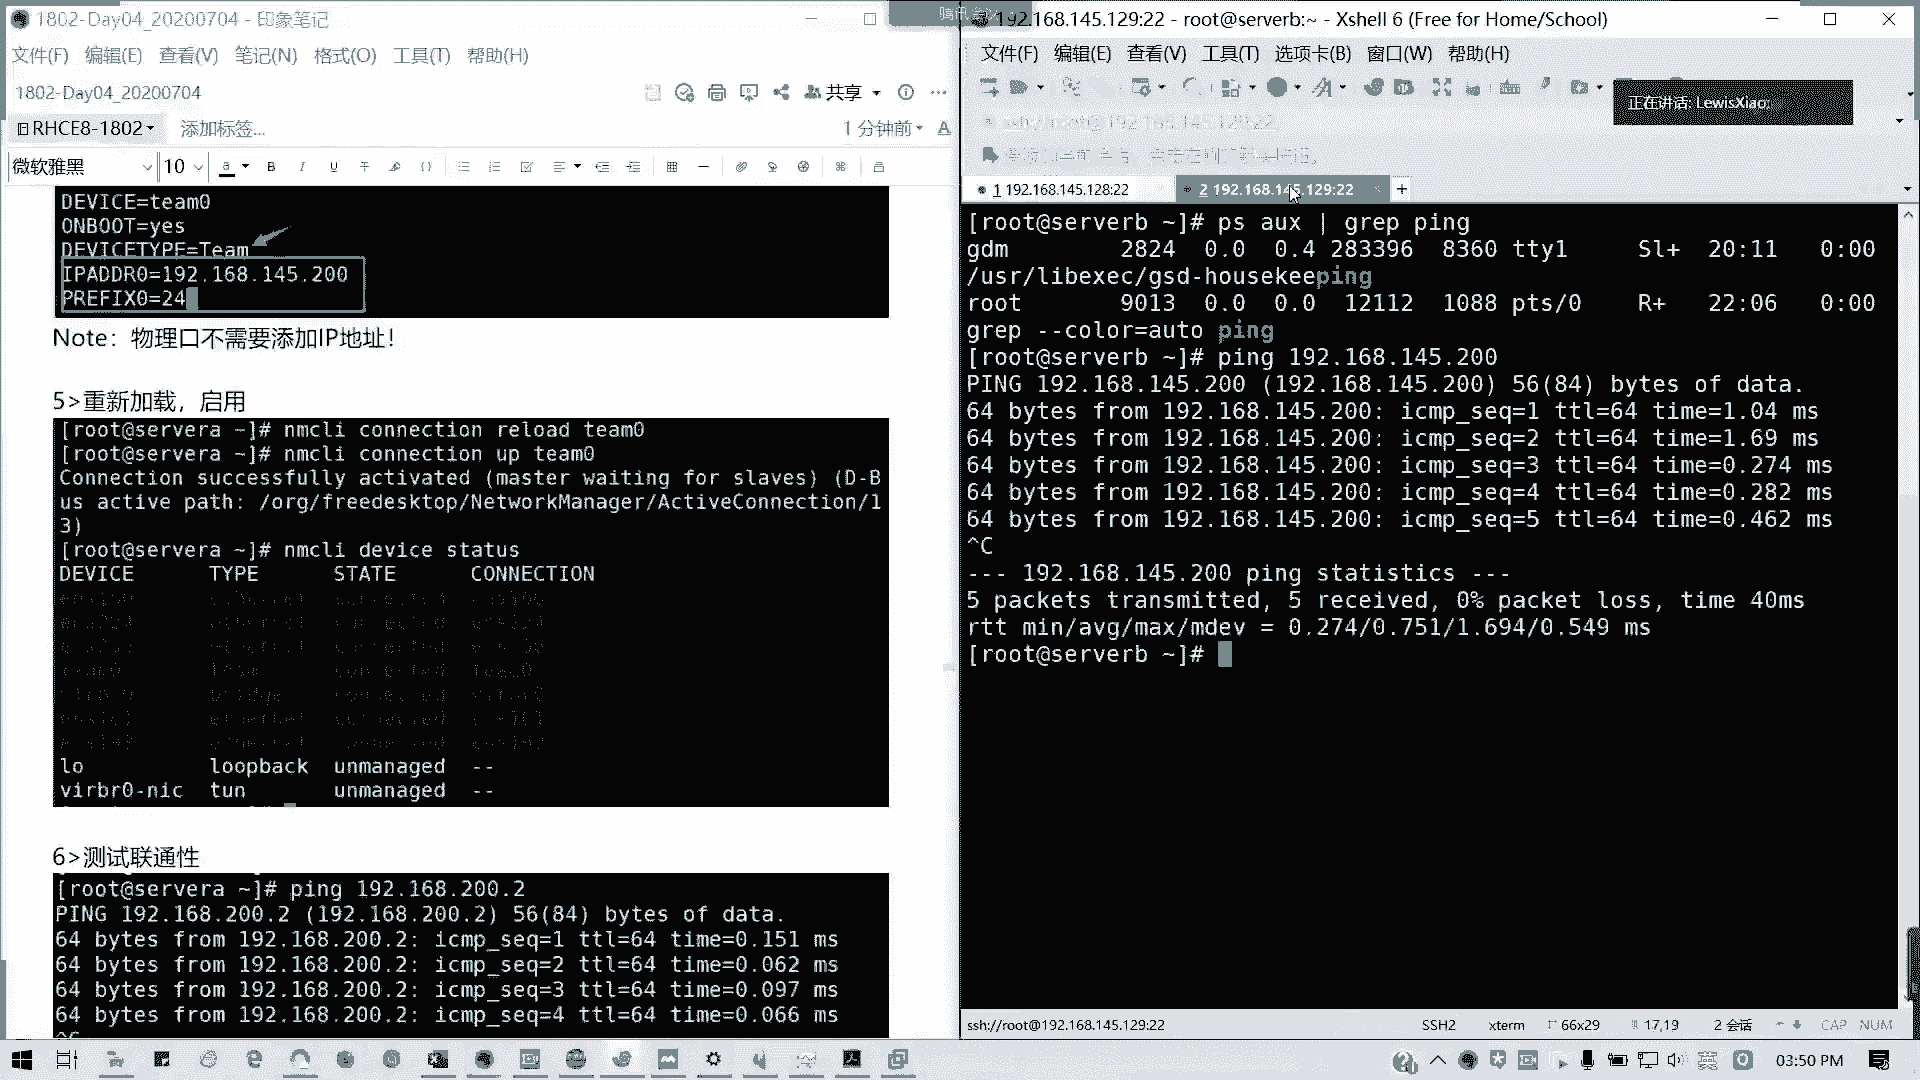 1802-Day04_20200704 - 印象笔记
文件(F) 编辑(E) 查看(V) 笔记(N) 格式(O) 工具(T) 帮助(H)
1802-Day04_20200704
共享
RHCE8-1802
添加标签...
1 分钟前
微软雅黑 10
DEVICE=team0
ONBOOT=yes
DEVICETYPE=Team
IPADDR0=192.168.145.200
PREFIX0=24
Note：物理口不需要添加IP地址！
5>重新加载，启用
[root@servera ~]# nmcli connection reload team0
[root@servera ~]# nmcli connection up team0
Connection successfully activated (master waiting for slaves) (D-B
us active path: /org/freedesktop/NetworkManager/ActiveConnection/1
3)
[root@servera ~]# nmcli device status
DEVICE TYPE STATE CONNECTION
lo loopback unmanaged --
virbr0-nic tun unmanaged --
6>测试联通性
[root@servera ~]# ping 192.168.200.2
PING 192.168.200.2 (192.168.200.2) 56(84) bytes of data.
64 bytes from 192.168.200.2: icmp_seq=1 ttl=64 time=0.151 ms
64 bytes from 192.168.200.2: icmp_seq=2 ttl=64 time=0.062 ms
64 bytes from 192.168.200.2: icmp_seq=3 ttl=64 time=0.097 ms
64 bytes from 192.168.200.2: icmp_seq=4 ttl=64 time=0.066 ms
192.168.145.129:22 - root@serverb:~ - Xshell 6 (Free for Home/School)
文件(F) 编辑(E) 查看(V) 工具(T) 选项卡(B) 窗口(W) 帮助(H)
正在讲话: LewisXiao;
ssh://root@192.168.145.129:22
1 192.168.145.128:22
2 192.168.145.129:22
[root@serverb ~]# ps aux | grep ping
gdm 2824 0.0 0.4 283396 8360 tty1 Sl+ 20:11 0:00
/usr/libexec/gsd-housekeeping
root 9013 0.0 0.0 12112 1088 pts/0 R+ 22:06 0:00
grep --color=auto ping
[root@serverb ~]# ping 192.168.145.200
PING 192.168.145.200 (192.168.145.200) 56(84) bytes of data.
64 bytes from 192.168.145.200: icmp_seq=1 ttl=64 time=1.04 ms
64 bytes from 192.168.145.200: icmp_seq=2 ttl=64 time=1.69 ms
64 bytes from 192.168.145.200: icmp_seq=3 ttl=64 time=0.274 ms
64 bytes from 192.168.145.200: icmp_seq=4 ttl=64 time=0.282 ms
64 bytes from 192.168.145.200: icmp_seq=5 ttl=64 time=0.462 ms
^C
--- 192.168.145.200 ping statistics ---
5 packets transmitted, 5 received, 0% packet loss, time 40ms
rtt min/avg/max/mdev = 0.274/0.751/1.694/0.549 ms
[root@serverb ~]#
ssh://root@192.168.145.129:22 SSH2 xterm 66x29 17,19 2 会话 CAP NUM
英 03:50 PM